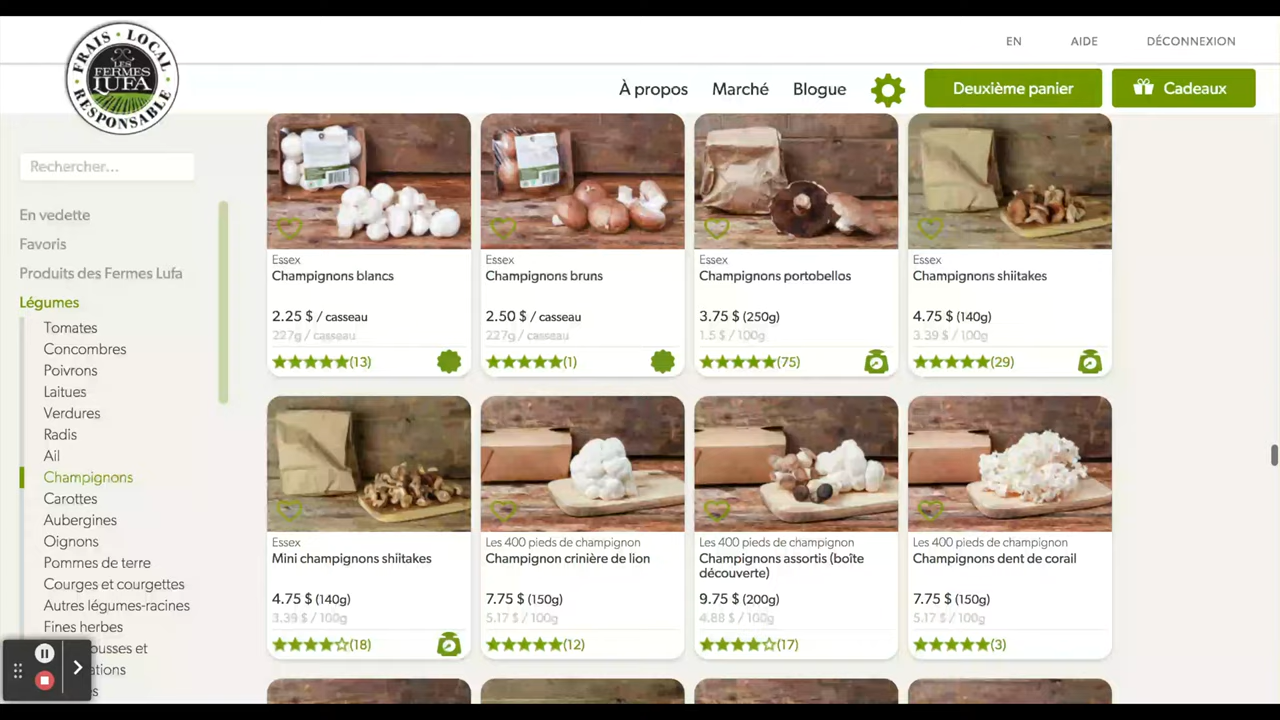 FRAIS • LOCAL
LES
FERMES
LUFA
RESPONSABLE
EN
AIDE
DÉCONNEXION
À propos
Marché
Blogue
Deuxième panier
Cadeaux
Rechercher...
En vedette
Favoris
Produits des Fermes Lufa
Légumes
Tomates
Concombres
Poivrons
Laitues
Verdures
Radis
Ail
Champignons
Carottes
Aubergines
Oignons
Pommes de terre
Courges et courgettes
Autres légumes-racines
Fines herbes
ousses et
ations
Essex
Champignons blancs
2.25 $ / casseau
227g / casseau
(13)
Essex
Champignons bruns
2.50 $ / casseau
227g / casseau
(1)
Essex
Champignons portobellos
3.75 $ (250g)
1.5 $ / 100g
(75)
Essex
Champignons shiitakes
4.75 $ (140g)
3.39 $ / 100g
(29)
Essex
Mini champignons shiitakes
4.75 $ (140g)
3.39 $ / 100g
(18)
Les 400 pieds de champignon
Champignon crinière de lion
7.75 $ (150g)
5.17 $ / 100g
(12)
Les 400 pieds de champignon
Champignons assortis (boîte
découverte)
9.75 $ (200g)
4.88 $ / 100g
(17)
Les 400 pieds de champignon
Champignons dent de corail
7.75 $ (150g)
5.17 $ / 100g
(3)